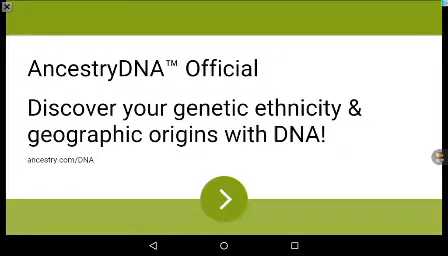 AncestryDNA™ Official
Discover your genetic ethnicity &
geographic origins with DNA!
ancestry.com/DNA